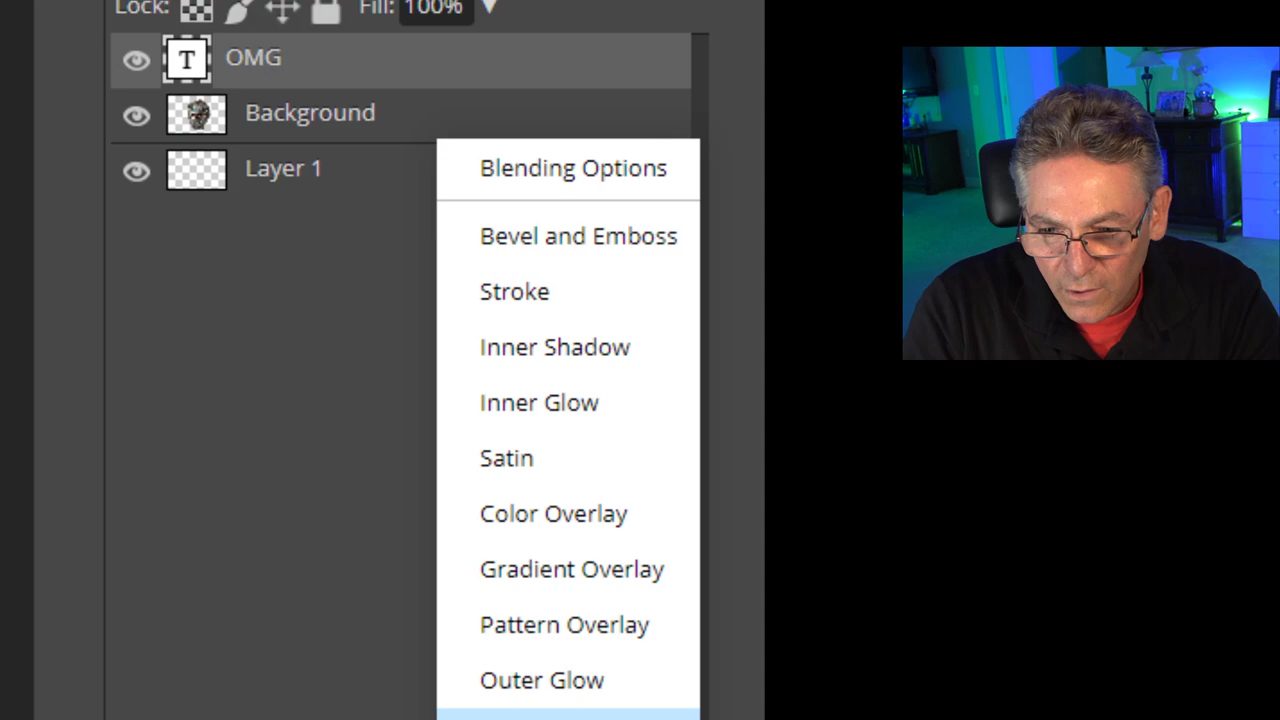 Lock: Fill: 100%
T OMG
Background
Layer 1
Blending Options
Bevel and Emboss
Stroke
Inner Shadow
Inner Glow
Satin
Color Overlay
Gradient Overlay
Pattern Overlay
Outer Glow